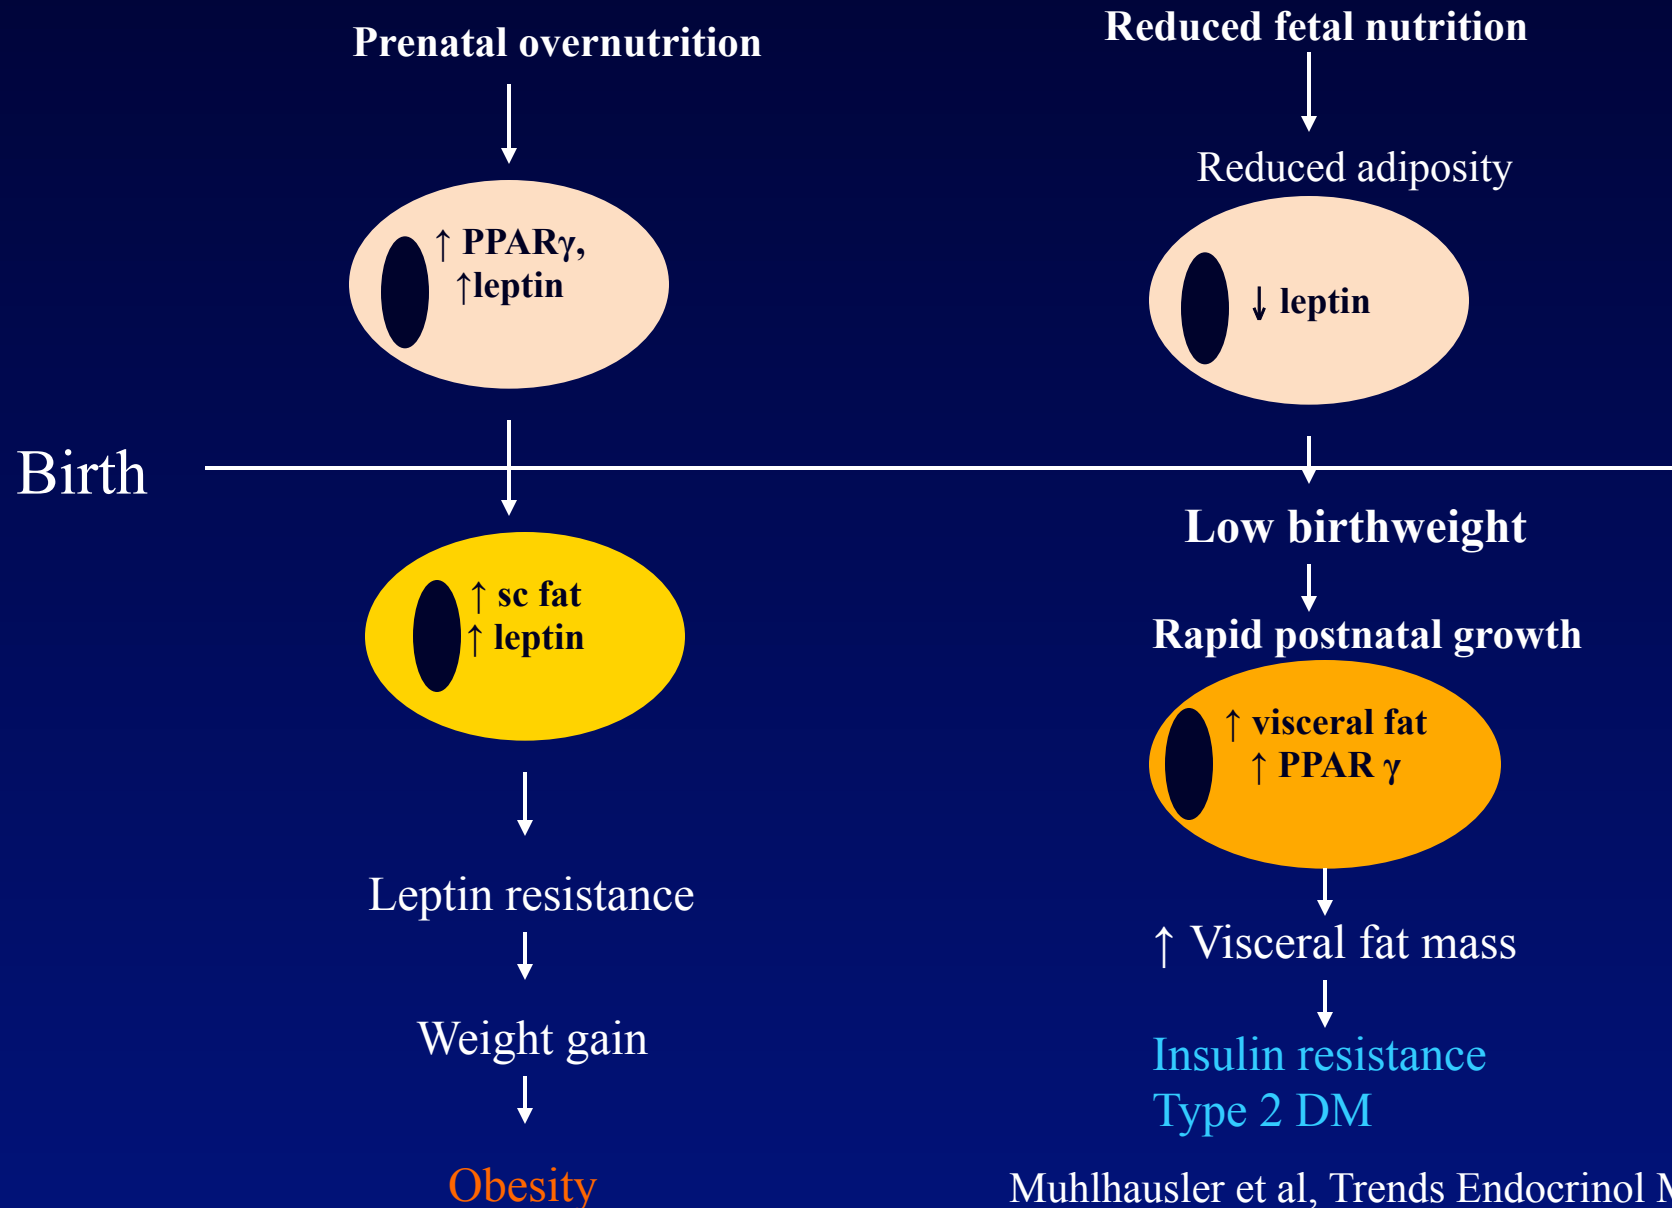 Prenatal overnutrition
↑ PPARγ,
↑leptin
Birth
↑ sc fat
↑ leptin
Leptin resistance
Weight gain
Obesity
Reduced fetal nutrition
Reduced adiposity
↓ leptin
Low birthweight
Rapid postnatal growth
↑ visceral fat
↑ PPAR γ
↑ Visceral fat mass
Insulin resistance
Type 2 DM
Muhlhausler et al, Trends Endocrinol